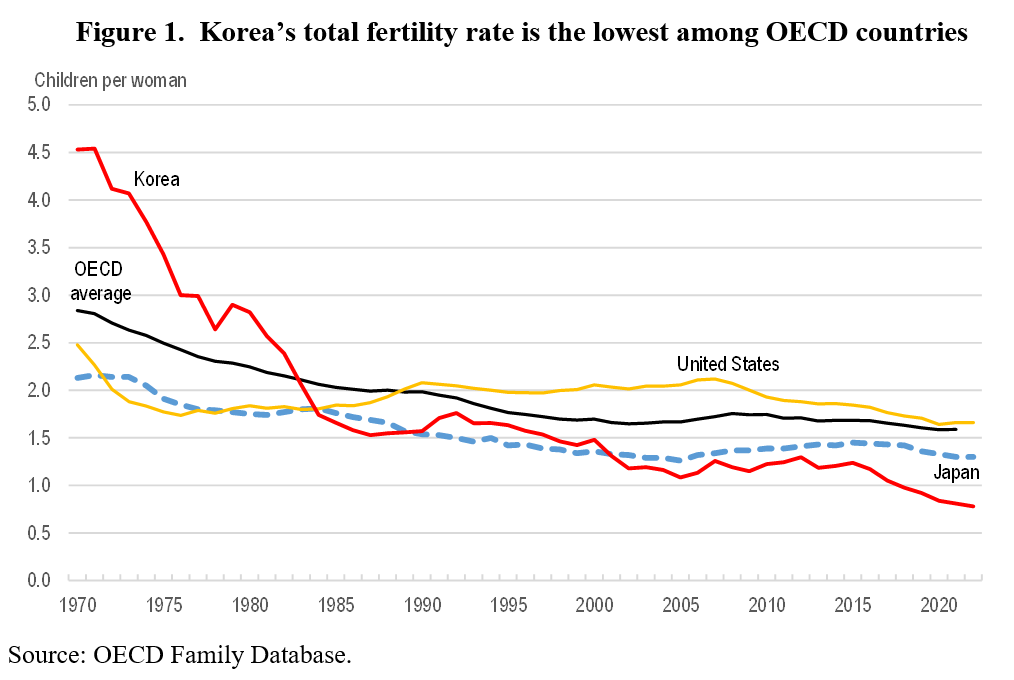 Figure 1.  Korea’s total fertility rate is the lowest among OECD countries
Children per woman
5.0
4.5
Korea
4.0
3.5
OECD
average
3.0
2.5
United States
2.0
1.5
Japan
1.0
0.5
0.0
1970 1975 1980 1985 1990 1995 2000 2005 2010 2015 2020
Source: OECD Family Database.